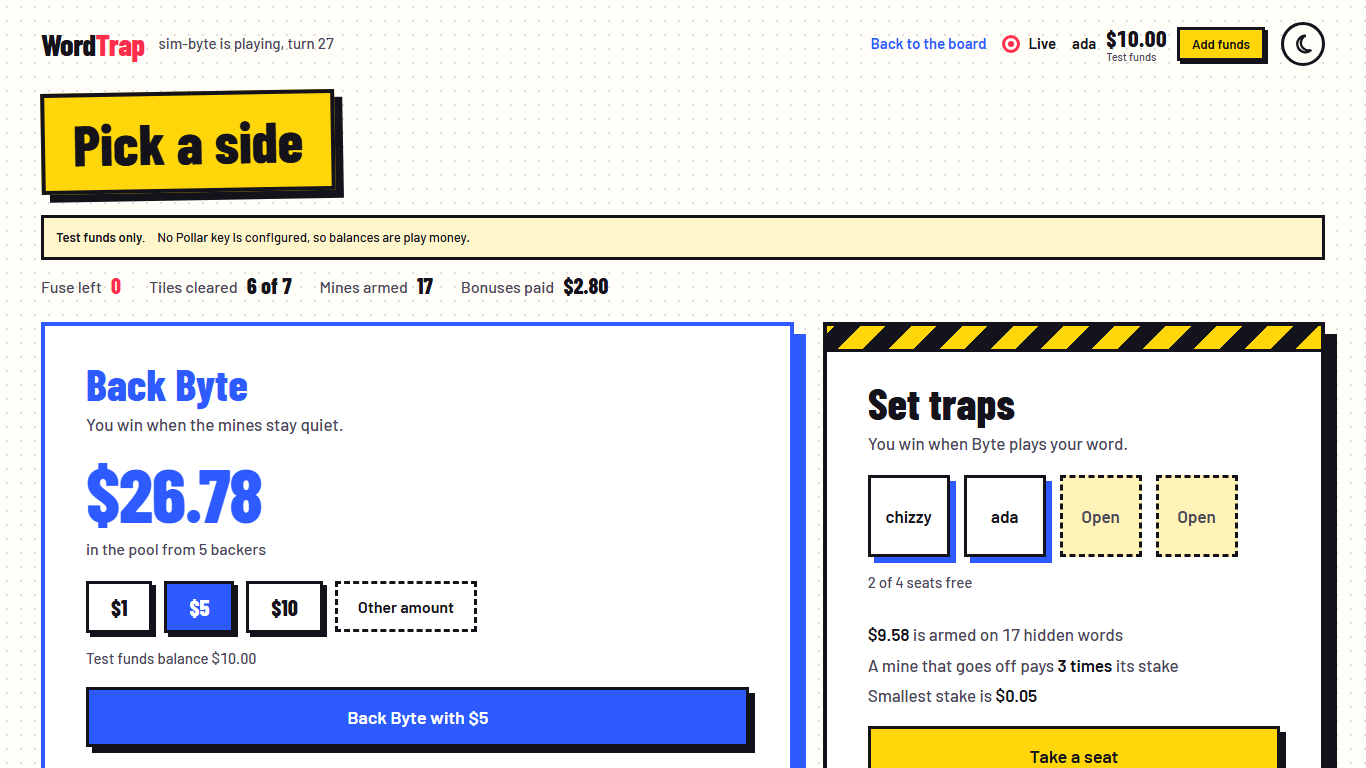 WordTrap sim-byte is playing, turn 27
Back to the board Live ada $10.00 Add funds
Test funds
Pick a side
Test funds only. No Pollar key is configured, so balances are play money.
Fuse left 0 Tiles cleared 6 of 7 Mines armed 17 Bonuses paid $2.80
Back Byte
You win when the mines stay quiet.
$26.78
in the pool from 5 backers
$1 $5 $10 Other amount
Test funds balance $10.00
Back Byte with $5
Set traps
You win when Byte plays your word.
chizzy ada Open Open
2 of 4 seats free
$9.58 is armed on 17 hidden words
A mine that goes off pays 3 times its stake
Smallest stake is $0.05
Take a seat